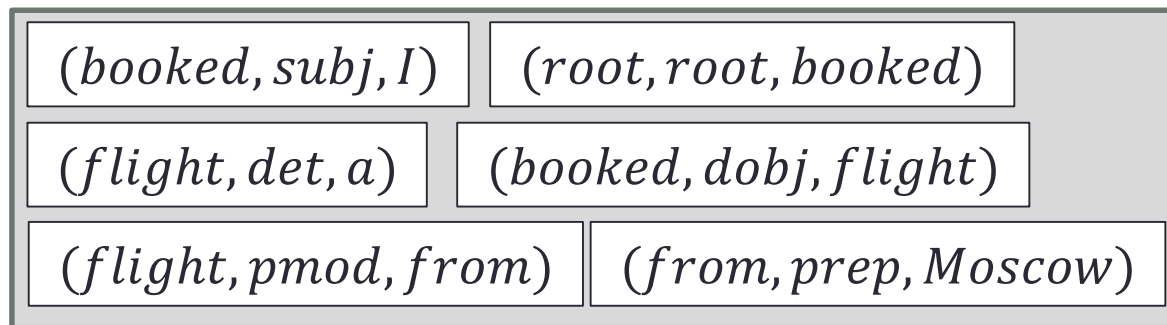 (booked, subj, I) (root, root, booked)
(flight, det, a) (booked, dobj, flight)
(flight, pmod, from) (from, prep, Moscow)